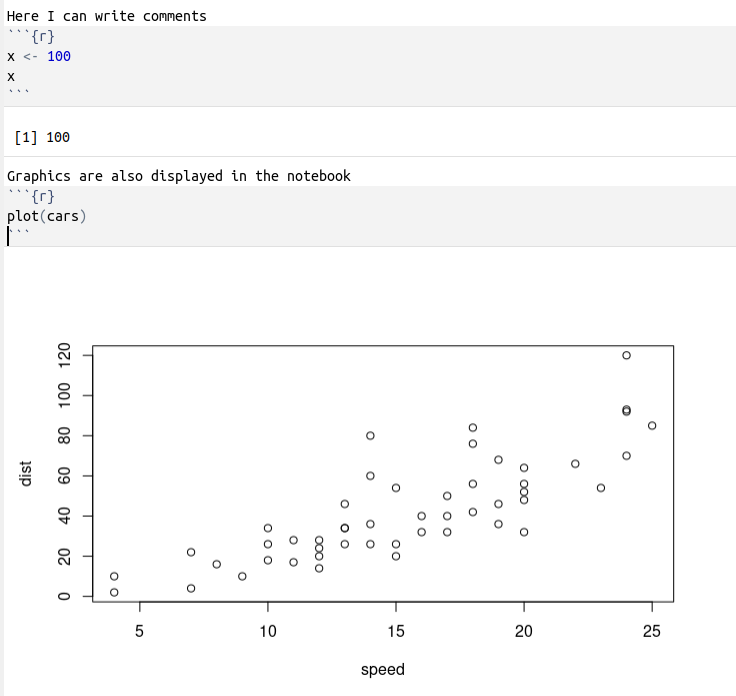 Here I can write comments
```{r}
x <- 100
x
```
[1] 100
Graphics are also displayed in the notebook
```{r}
plot(cars)
```
120
100
80
60
40
20
0
dist
5 10 15 20 25
speed